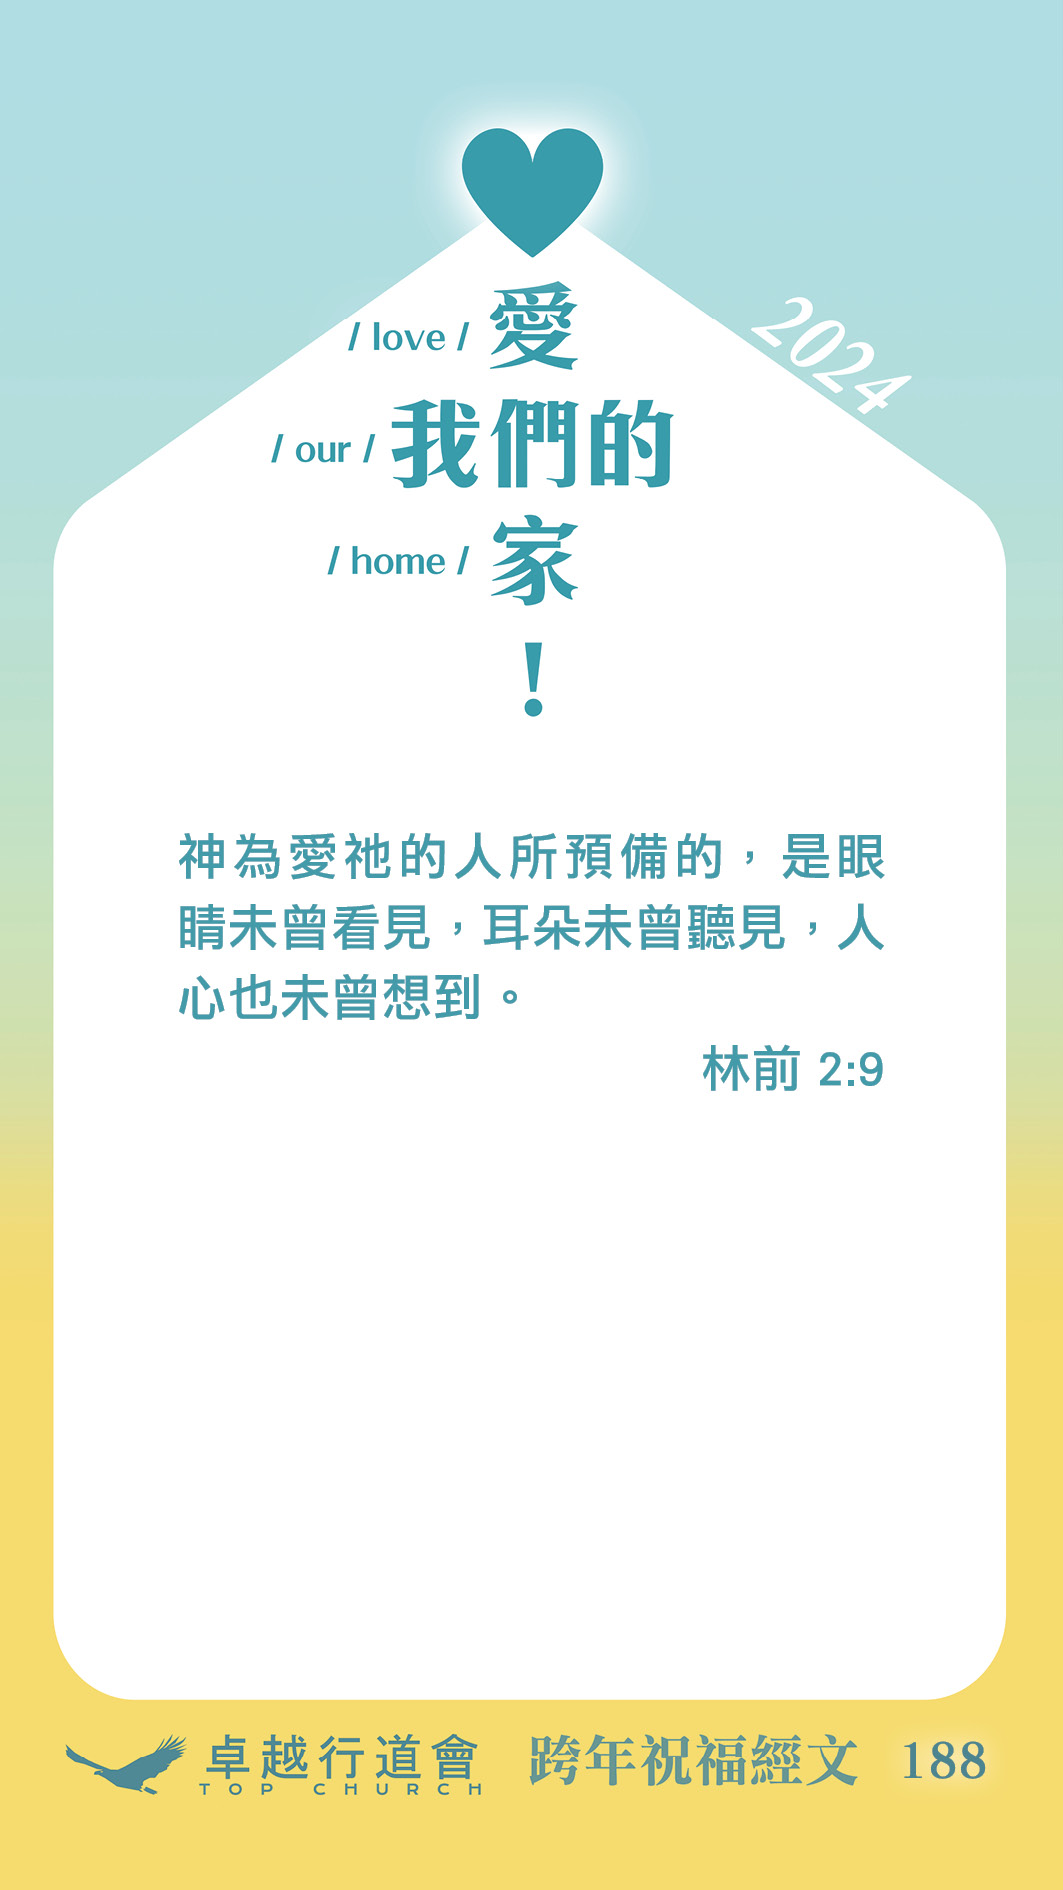 2024
/ love / 愛
/ our / 我們的
/ home / 家
！
神為愛祂的人所預備的，是眼
睛未曾看見，耳朵未曾聽見，人
心也未曾想到。
林前 2:9
卓越行道會
TOP CHURCH
跨年祝福經文 188